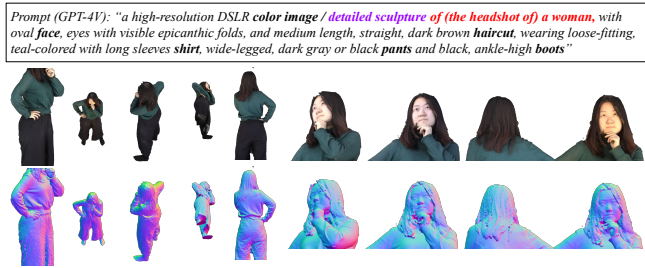 Prompt (GPT-4V): “a high-resolution DSLR color image / detailed sculpture of (the headshot of) a woman, with
oval face, eyes with visible epicanthic folds, and medium length, straight, dark brown haircut, wearing loose-fitting,
teal-colored with long sleeves shirt, wide-legged, dark gray or black pants and black, ankle-high boots”